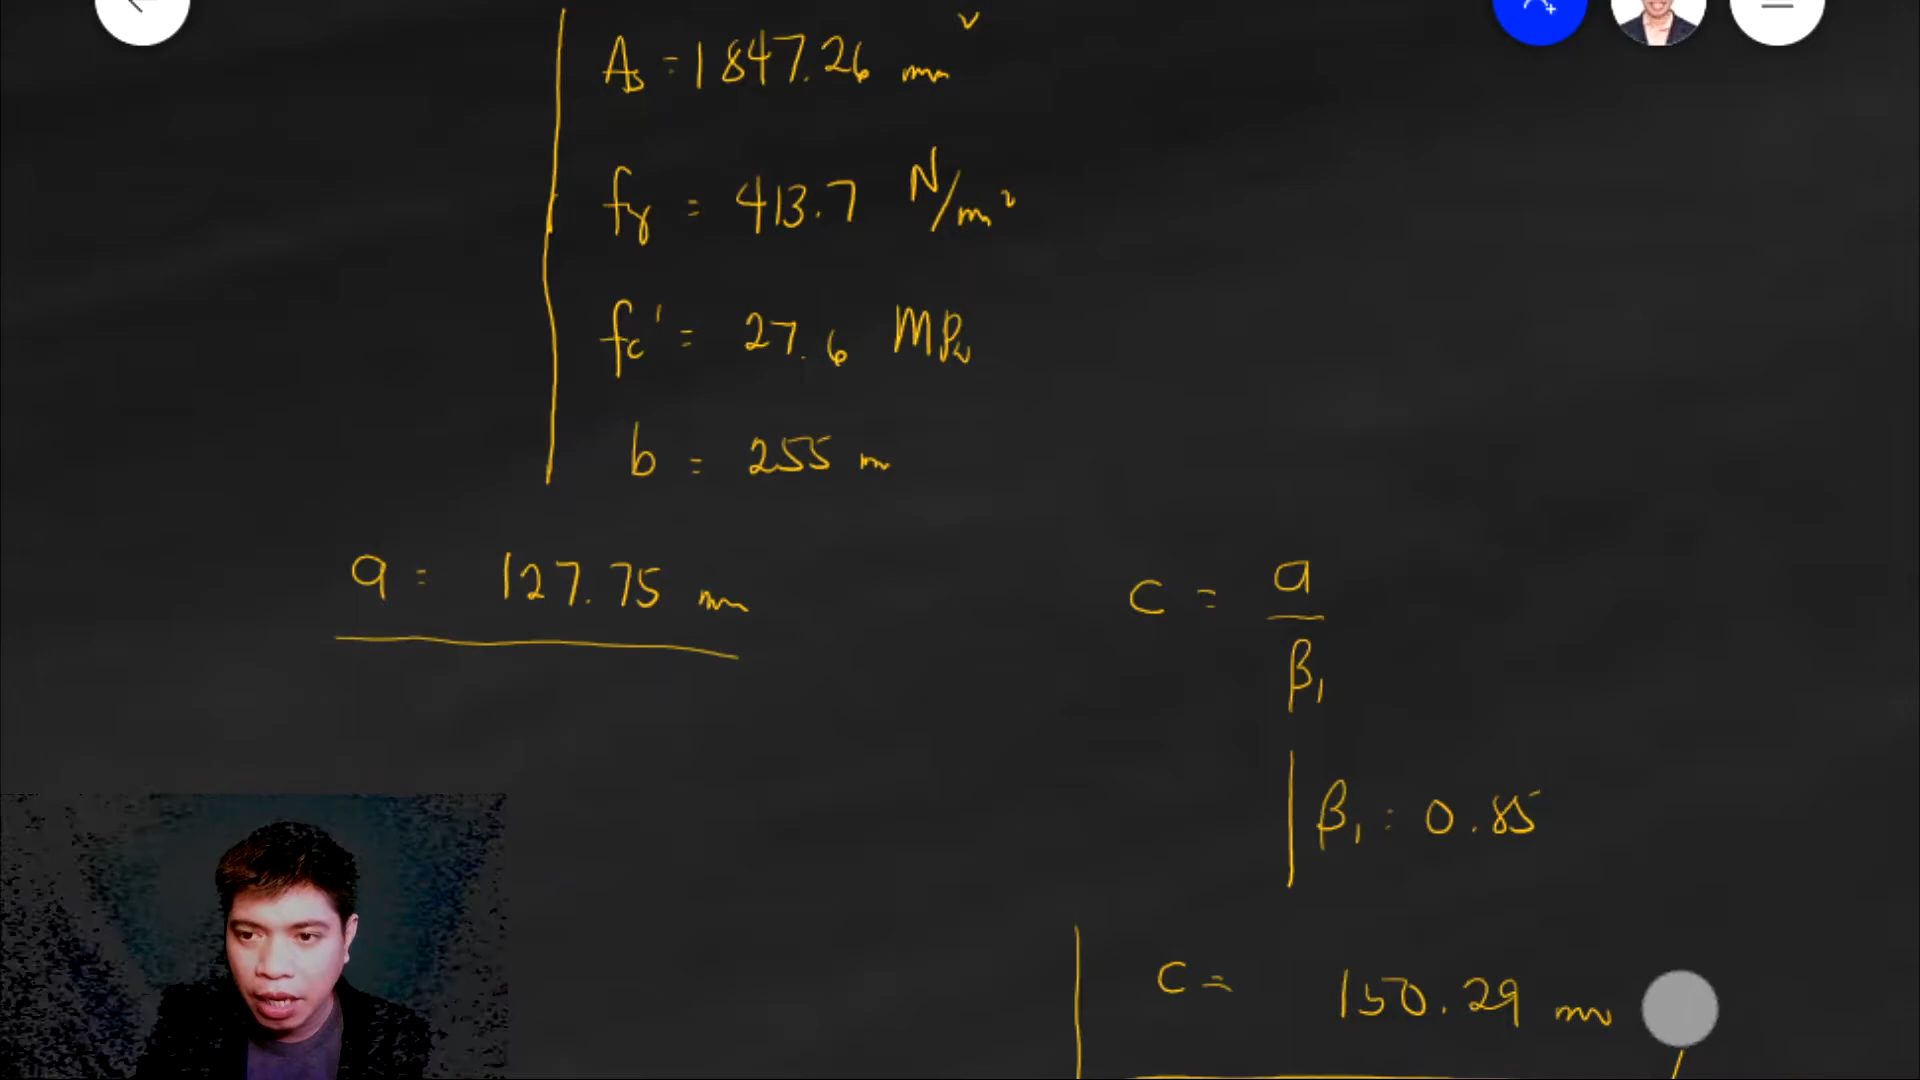 As = 1847.26 mm²
fy = 413.7 N/mm²
fc' = 27.6 MPa
b = 255 mm
a = 127.75 mm
c = a
β1
β1 = 0.85
c = 150.29 mm